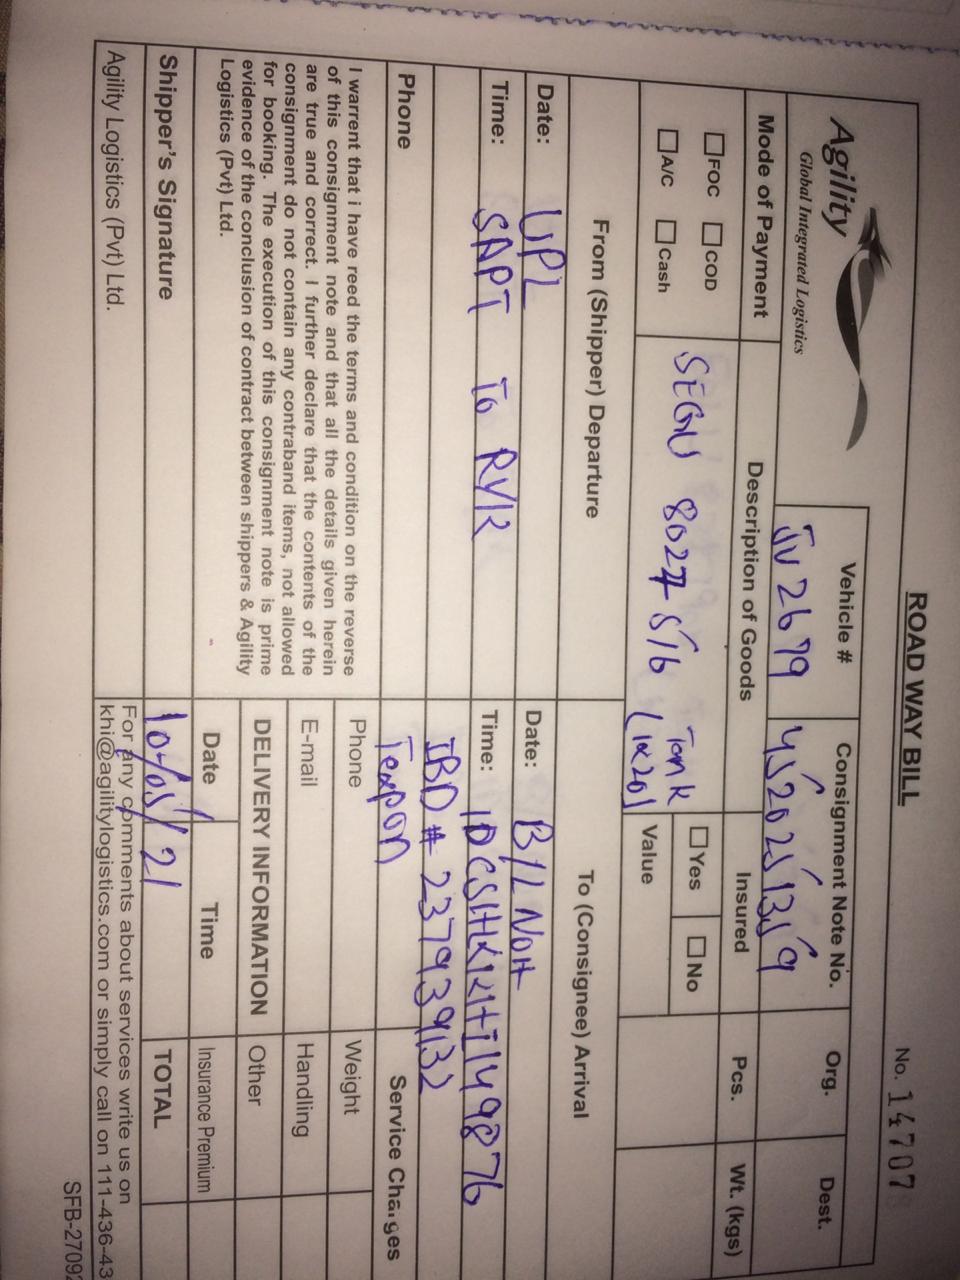 ROAD WAY BILL
No. 14707
Agility
Global Integrated Logistics
Vehicle #
JU 2679
Consignment Note No.
4520251359
Org.
Dest.
Mode of Payment
FOC
COD
A/C
Cash
Description of Goods
SEGU 8027 516 Tank
(1x20)
Insured
Yes
No
Value
Pcs.
Wt. (kgs)
From (Shipper) Departure
Date: UPL
Time: SAPT To RYK
Phone
To (Consignee) Arrival
Date: B/L No#
Time:
IBD # 237939132
Texpon
Phone
E-mail
Service Charges
Weight
Handling
Other
Insurance Premium
TOTAL
I warrent that i have reed the terms and condition on the reverse
of this consignment note and that all the details given herein
are true and correct. I further declare that the contents of the
consignment do not contain any contraband items, not allowed
for booking. The execution of this consignment note is prime
evidence of the conclusion of contract between shippers & Agility
Logistics (Pvt) Ltd.
DELIVERY INFORMATION
Date
Time
10/05/21
Shipper's Signature
Agility Logistics (Pvt) Ltd.
For any comments about services write us on
khi@agilitylogistics.com or simply call on 111-436-43
SFB-27092